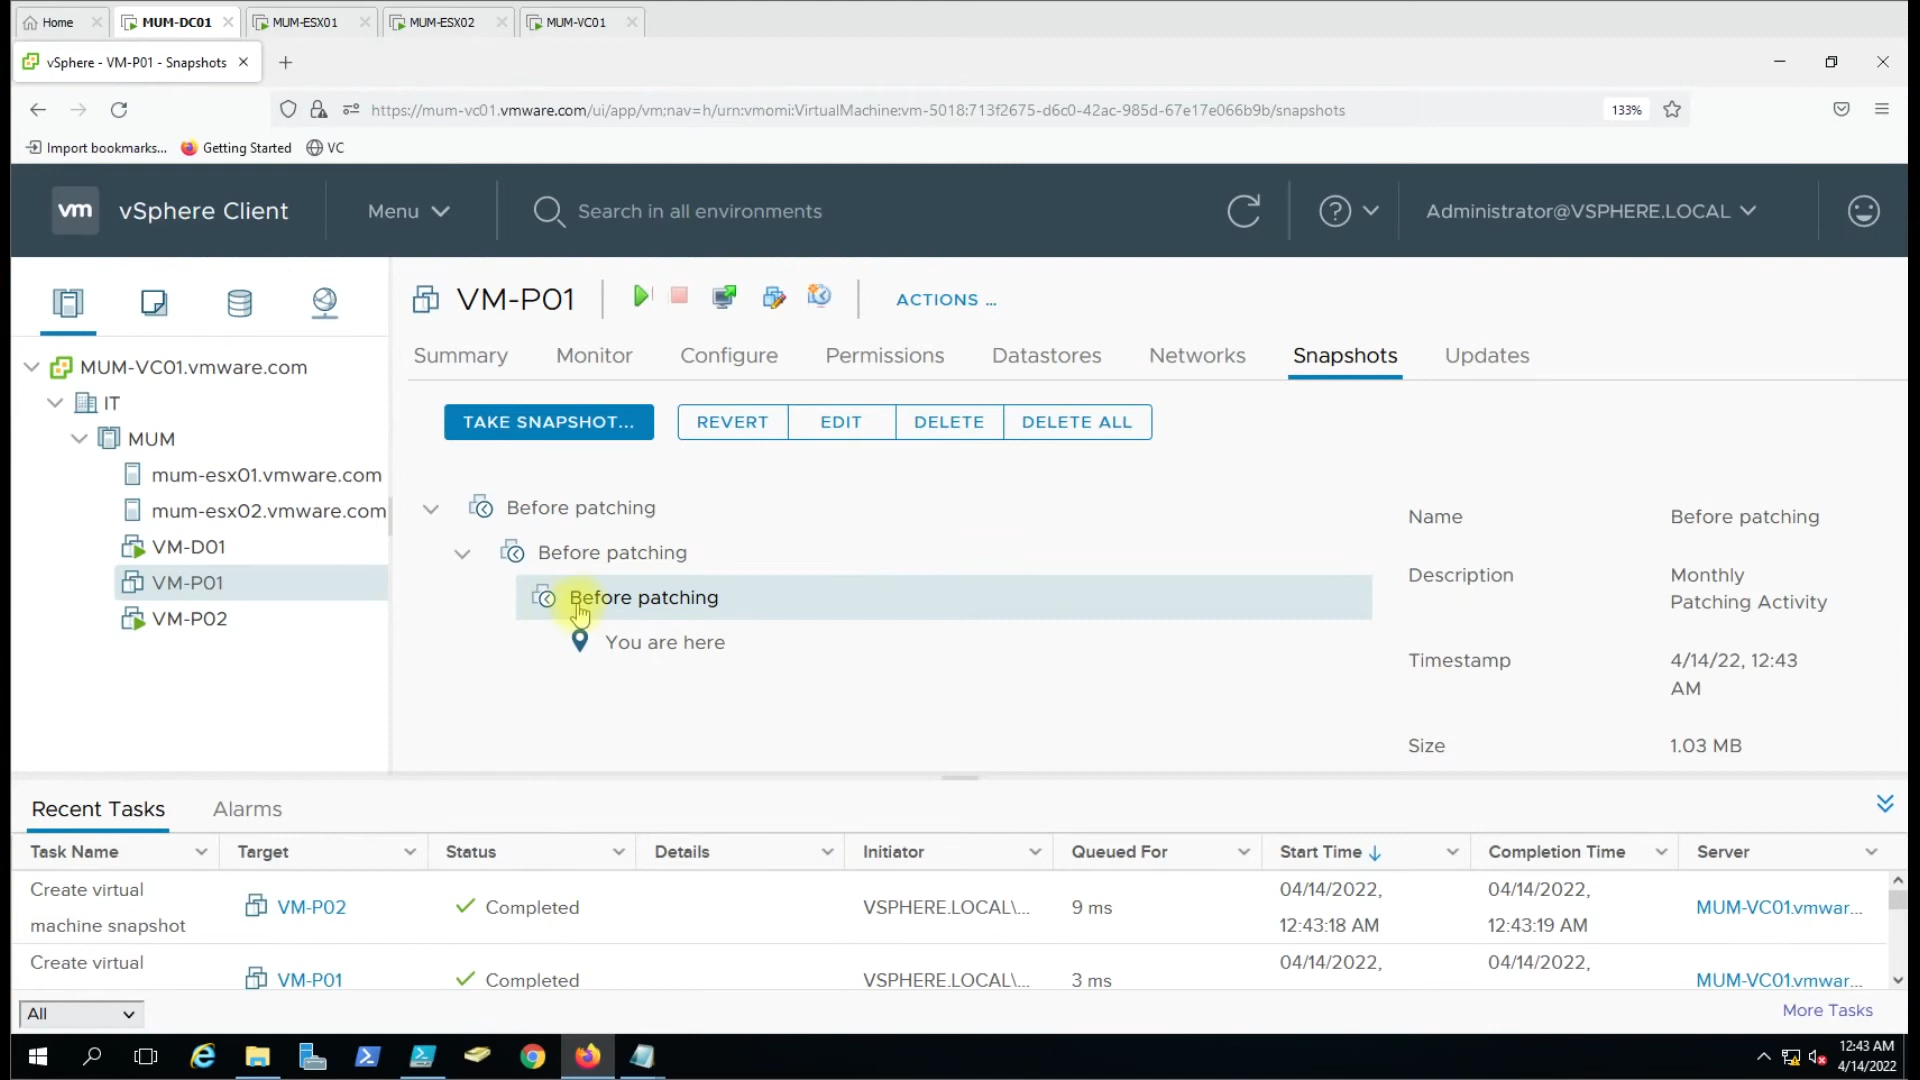 Home
MUM-DC01
MUM-ESX01
MUM-ESX02
MUM-VC01
vSphere - VM-P01 - Snapshots
https://mum-vc01.vmware.com/ui/app/vm;nav=h/urn:vmomi:VirtualMachine:vm-5018:713f2675-d6c0-42ac-985d-67e17e066b9b/snapshots
133%
Import bookmarks...
Getting Started
VC
vm
vSphere Client
Menu
Search in all environments
Administrator@VSPHERE.LOCAL
VM-P01
ACTIONS ...
Summary
Monitor
Configure
Permissions
Datastores
Networks
Snapshots
Updates
MUM-VC01.vmware.com
IT
MUM
mum-esx01.vmware.com
mum-esx02.vmware.com
VM-D01
VM-P01
VM-P02
TAKE SNAPSHOT...
REVERT
EDIT
DELETE
DELETE ALL
Before patching
Before patching
Before patching
You are here
Name
Before patching
Description
Monthly
Patching Activity
Timestamp
4/14/22, 12:43
AM
Size
1.03 MB
Recent Tasks
Alarms
Task Name
Target
Status
Details
Initiator
Queued For
Start Time
Completion Time
Server
Create virtual
machine snapshot
VM-P02
Completed
VSPHERE.LOCAL\...
9 ms
04/14/2022,
12:43:18 AM
04/14/2022,
12:43:19 AM
MUM-VC01.vmwar...
Create virtual
VM-P01
Completed
VSPHERE.LOCAL\...
3 ms
04/14/2022,
04/14/2022,
MUM-VC01.vmwar...
All
More Tasks
12:43 AM
4/14/2022